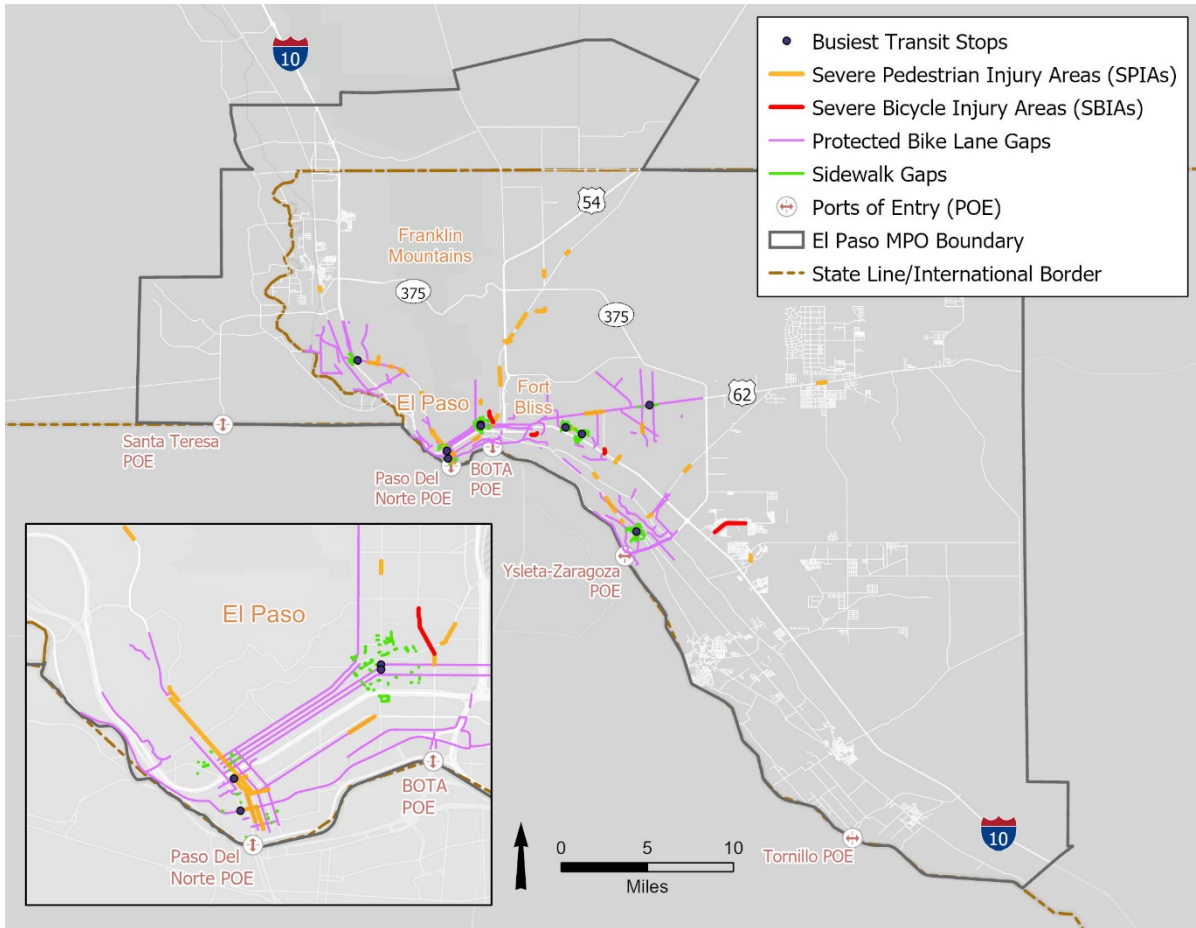 10
Busiest Transit Stops
Severe Pedestrian Injury Areas (SPIAs)
Severe Bicycle Injury Areas (SBIAs)
Protected Bike Lane Gaps
Sidewalk Gaps
Ports of Entry (POE)
El Paso MPO Boundary
State Line/International Border
54
Franklin
Mountains
375
375
62
Fort
Bliss
El Paso
Santa Teresa
POE
Paso Del
Norte POE
BOTA
POE
Ysleta-Zaragoza
POE
El Paso
BOTA
POE
Paso Del
Norte POE
0 5 10
Miles
Tornillo POE
10